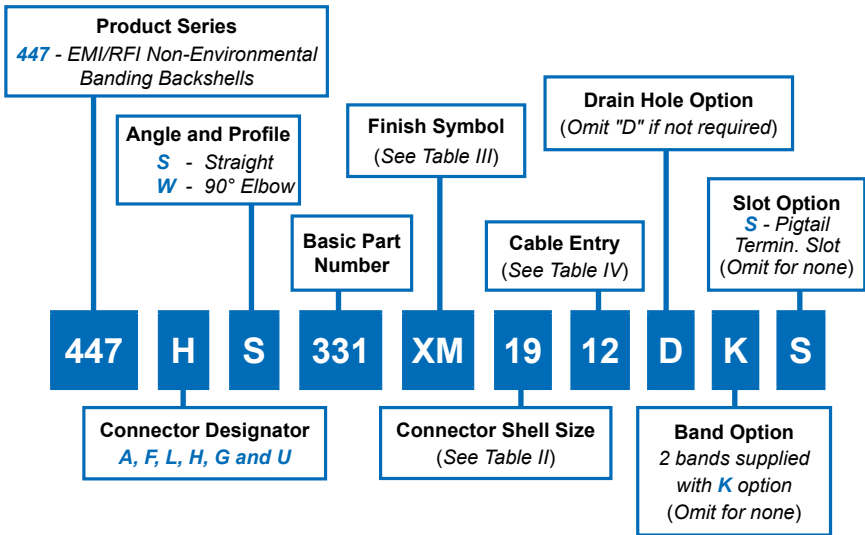 Product Series
447 - EMI/RFI Non-Environmental
Banding Backshells
Angle and Profile
S - Straight
W - 90° Elbow
Finish Symbol
(See Table III)
Drain Hole Option
(Omit "D" if not required)
Basic Part
Number
Cable Entry
(See Table IV)
Slot Option
S - Pigtail
Termin. Slot
(Omit for none)
447 H S 331 XM 19 12 D K S
Connector Designator
A, F, L, H, G and U
Connector Shell Size
(See Table II)
Band Option
2 bands supplied
with K option
(Omit for none)